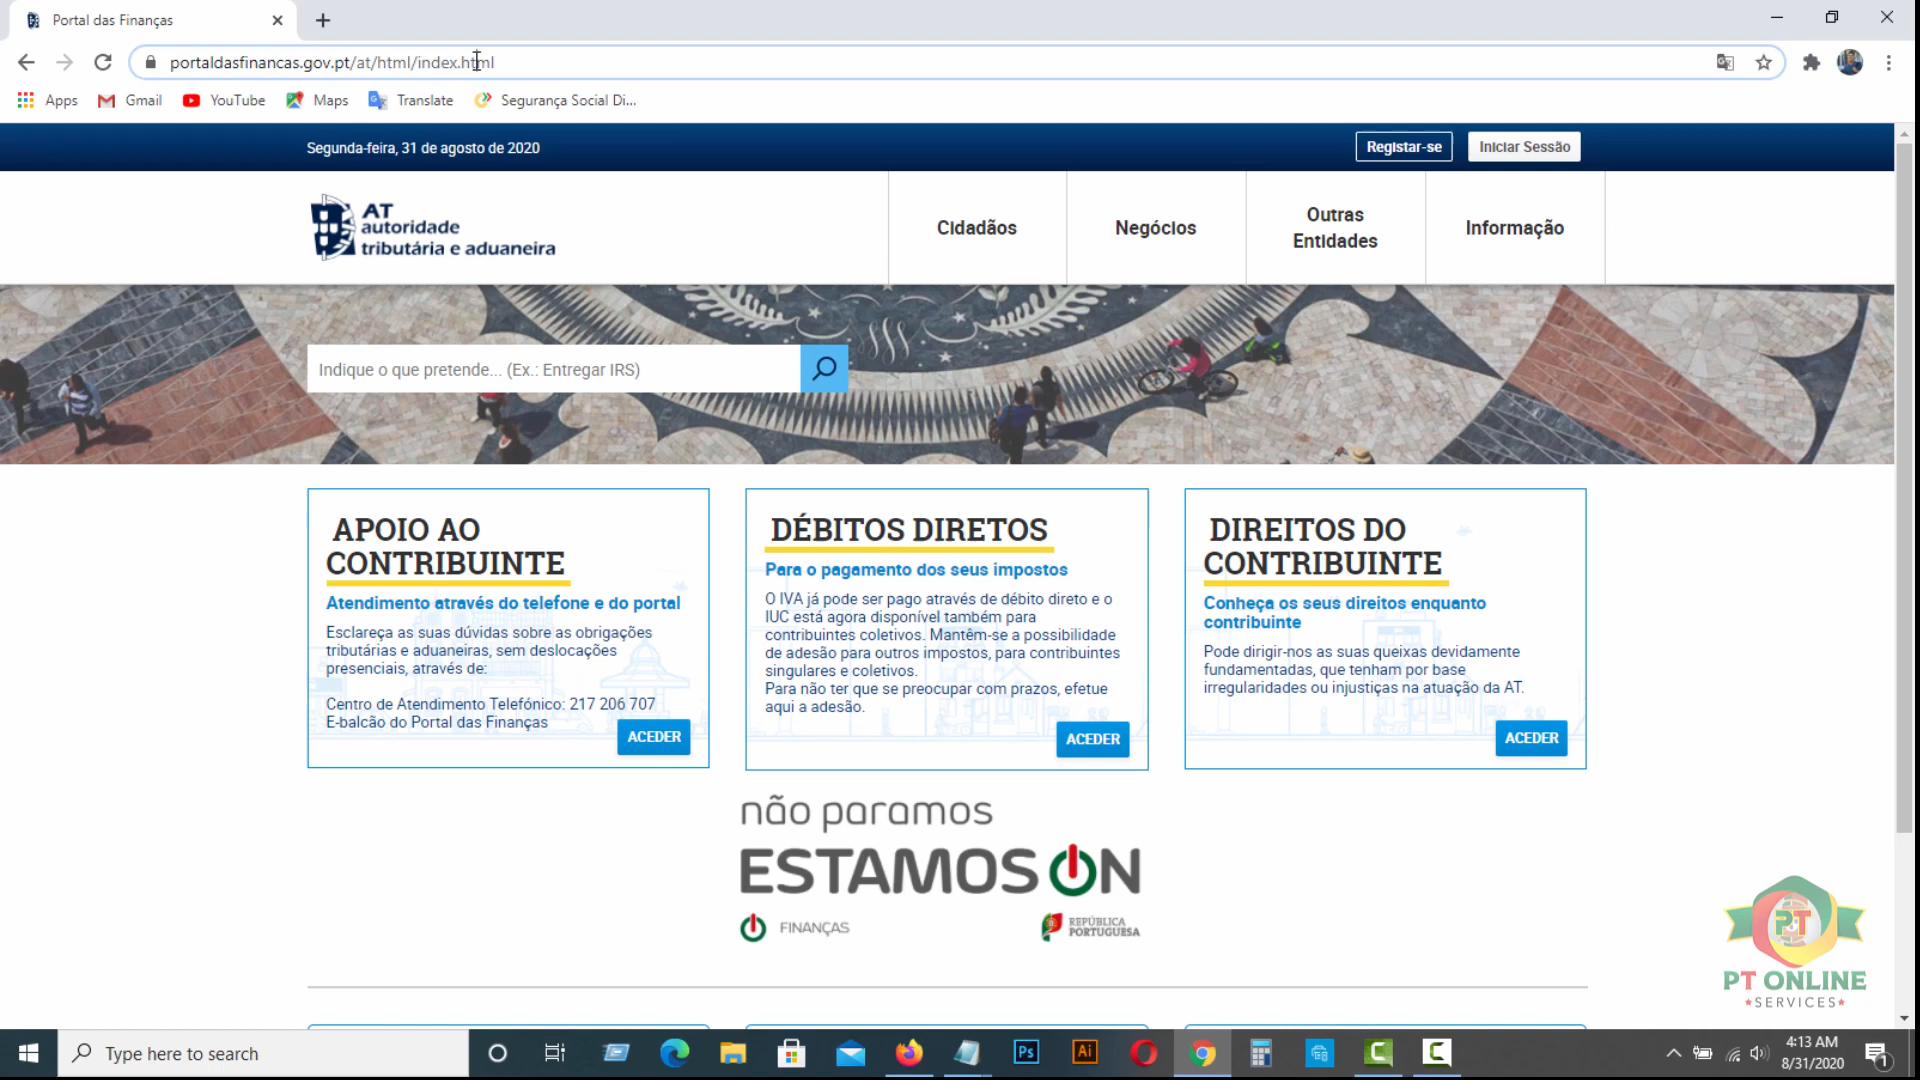 Portal das Finanças
portaldasfinancas.gov.pt/at/html/index.html
Apps
Gmail
YouTube
Maps
Translate
Segurança Social Di...
Segunda-feira, 31 de agosto de 2020
Registar-se
Iniciar Sessão
AT
autoridade
tributária e aduaneira
Cidadãos
Negócios
Outras
Entidades
Informação
Indique o que pretende... (Ex.: Entregar IRS)
APOIO AO
CONTRIBUINTE
Atendimento através do telefone e do portal
Esclareça as suas dúvidas sobre as obrigações
tributárias e aduaneiras, sem deslocações
presenciais, através de:
Centro de Atendimento Telefónico: 217 206 707
E-balcão do Portal das Finanças
ACEDER
DÉBITOS DIRETOS
Para o pagamento dos seus impostos
O IVA já pode ser pago através de débito direto e o
IUC está agora disponível também para
contribuintes coletivos. Mantêm-se a possibilidade
de adesão para outros impostos, para contribuintes
singulares e coletivos.
Para não ter que se preocupar com prazos, efetue
aqui a adesão.
ACEDER
DIREITOS DO
CONTRIBUINTE
Conheça os seus direitos enquanto
contribuinte
Pode dirigir-nos as suas queixas devidamente
fundamentadas, que tenham por base
irregularidades ou injustiças na atuação da AT.
ACEDER
não paramos
ESTAMOS ON
FINANÇAS
REPÚBLICA
PORTUGUESA
PT
PT ONLINE
SERVICES
Type here to search
Ps
Ai
4:13 AM
8/31/2020
1